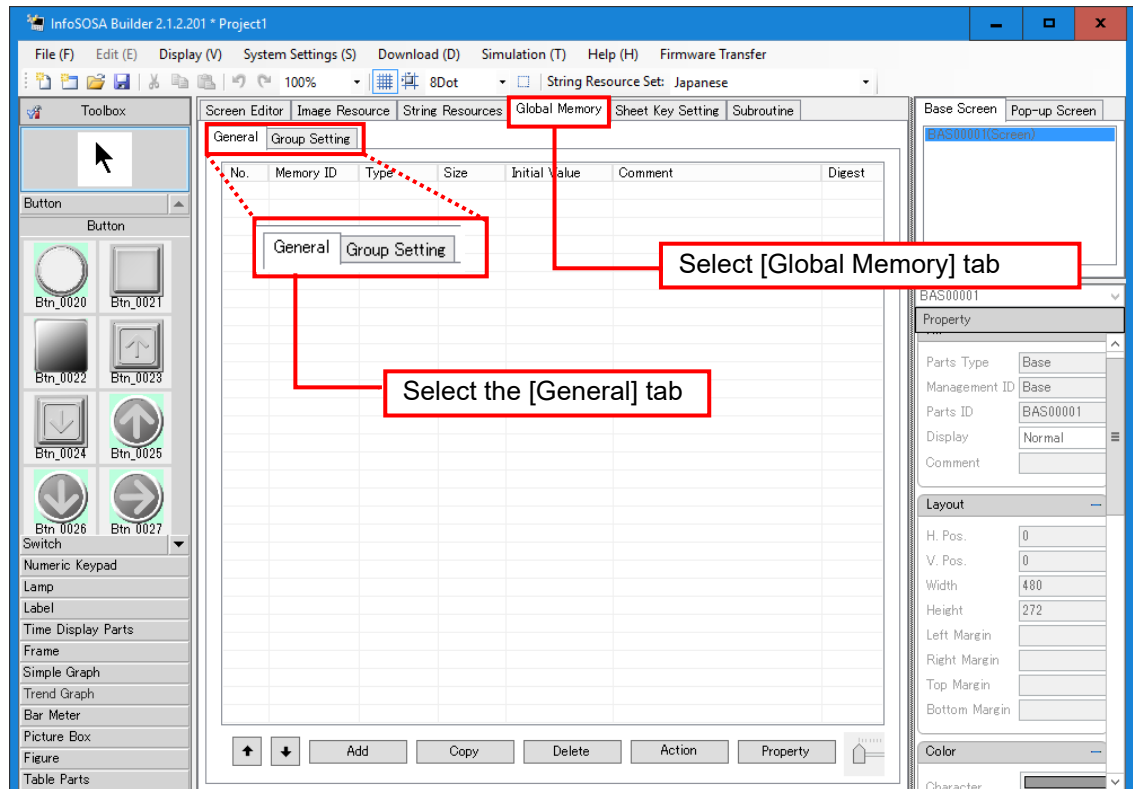 InfoSOSA Builder 2.1.2.201 * Project1
File (F) Edit (E) Display (V) System Settings (S) Download (D) Simulation (T) Help (H) Firmware Transfer
100% 8Dot String Resource Set: Japanese
Toolbox
Screen Editor Image Resource String Resources Global Memory Sheet Key Setting Subroutine
Base Screen Pop-up Screen
General Group Setting
BAS00001(Screen)
No. Memory ID Type Size Initial Value Comment Digest
Button
Button
General Group Setting
Select [Global Memory] tab
Btn_0020 Btn_0021
BAS00001
Property
Btn_0022 Btn_0023
Parts Type Base
Select the [General] tab
Management ID Base
Parts ID BAS00001
Display Normal
Btn_0024 Btn_0025
Comment
Layout
Btn_0026 Btn_0027
H. Pos. 0
Switch
V. Pos. 0
Numeric Keypad
Width 480
Lamp
Label
Height 272
Time Display Parts
Left Margin
Frame
Right Margin
Simple Graph
Top Margin
Trend Graph
Bottom Margin
Bar Meter
Picture Box
Add Copy Delete Action Property
Color
Figure
Table Parts
Character